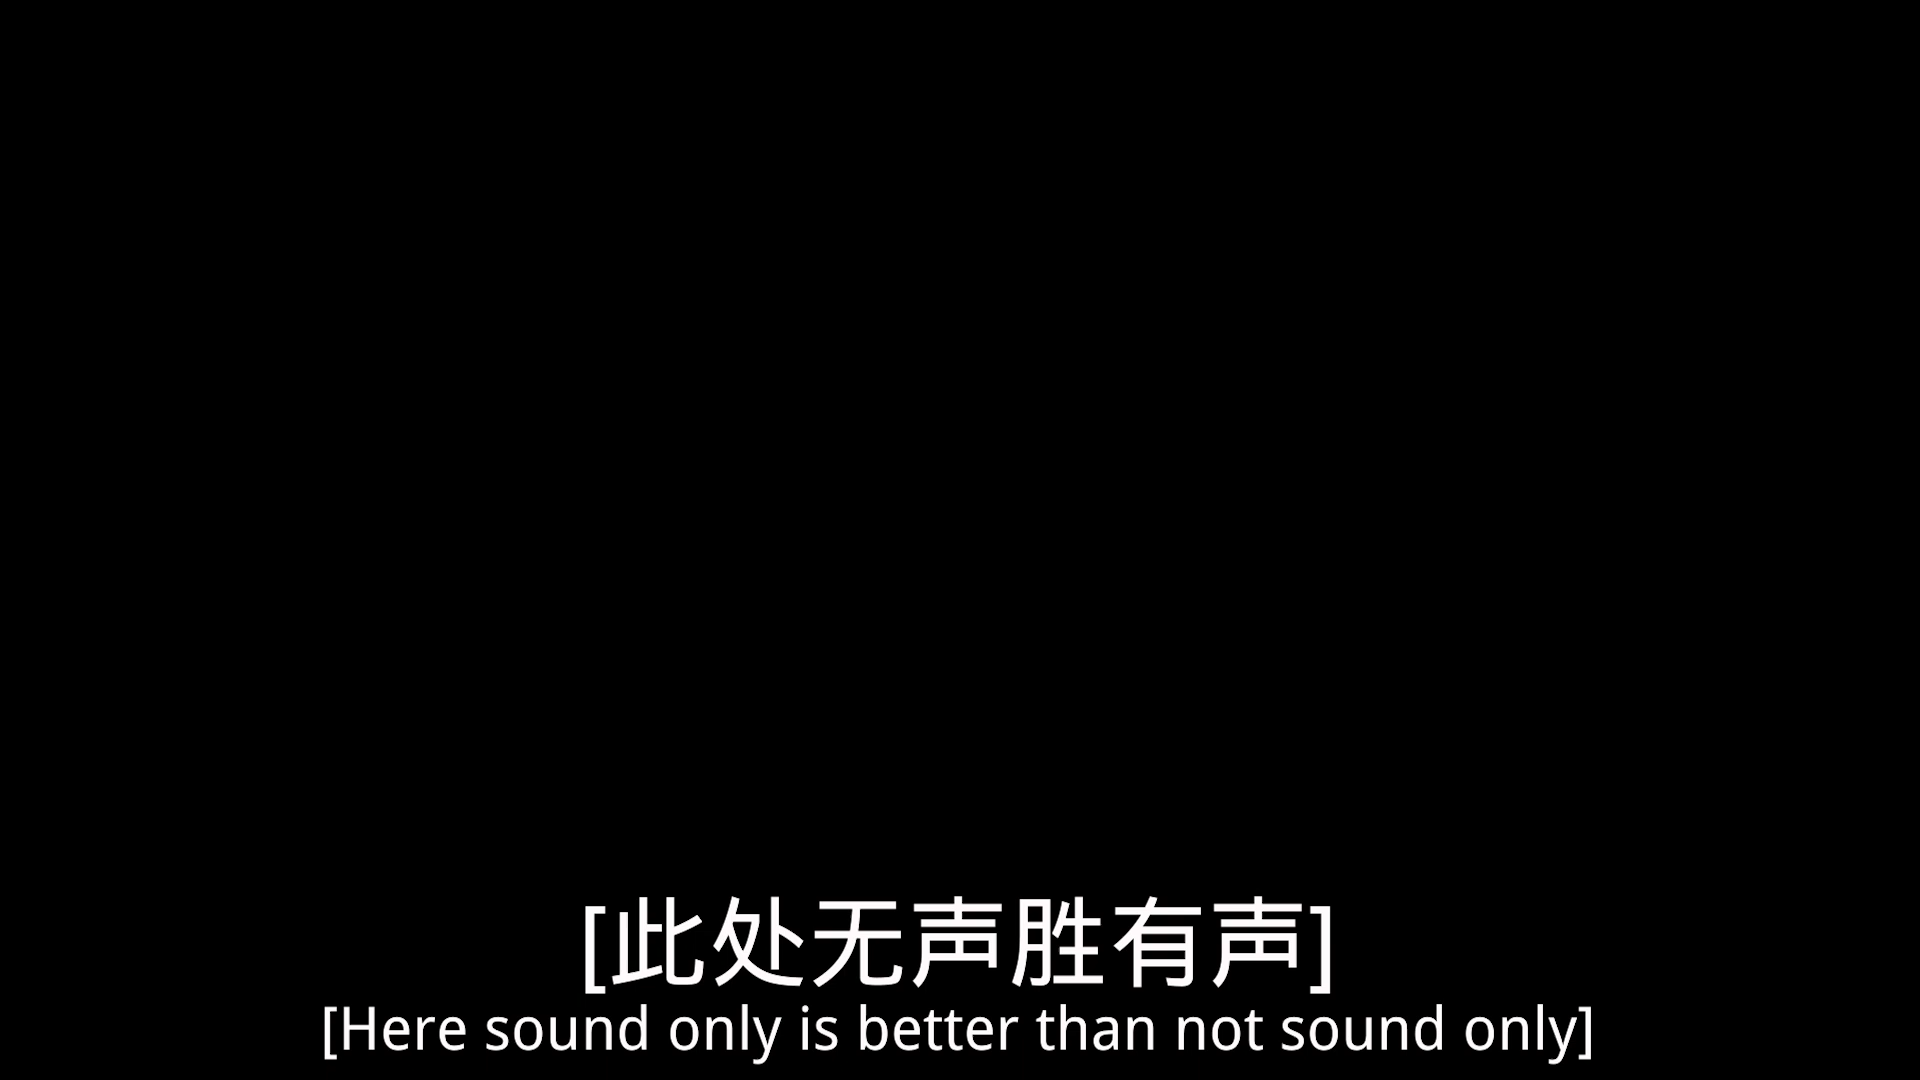 [此处无声胜有声]
[Here sound only is better than not sound only]